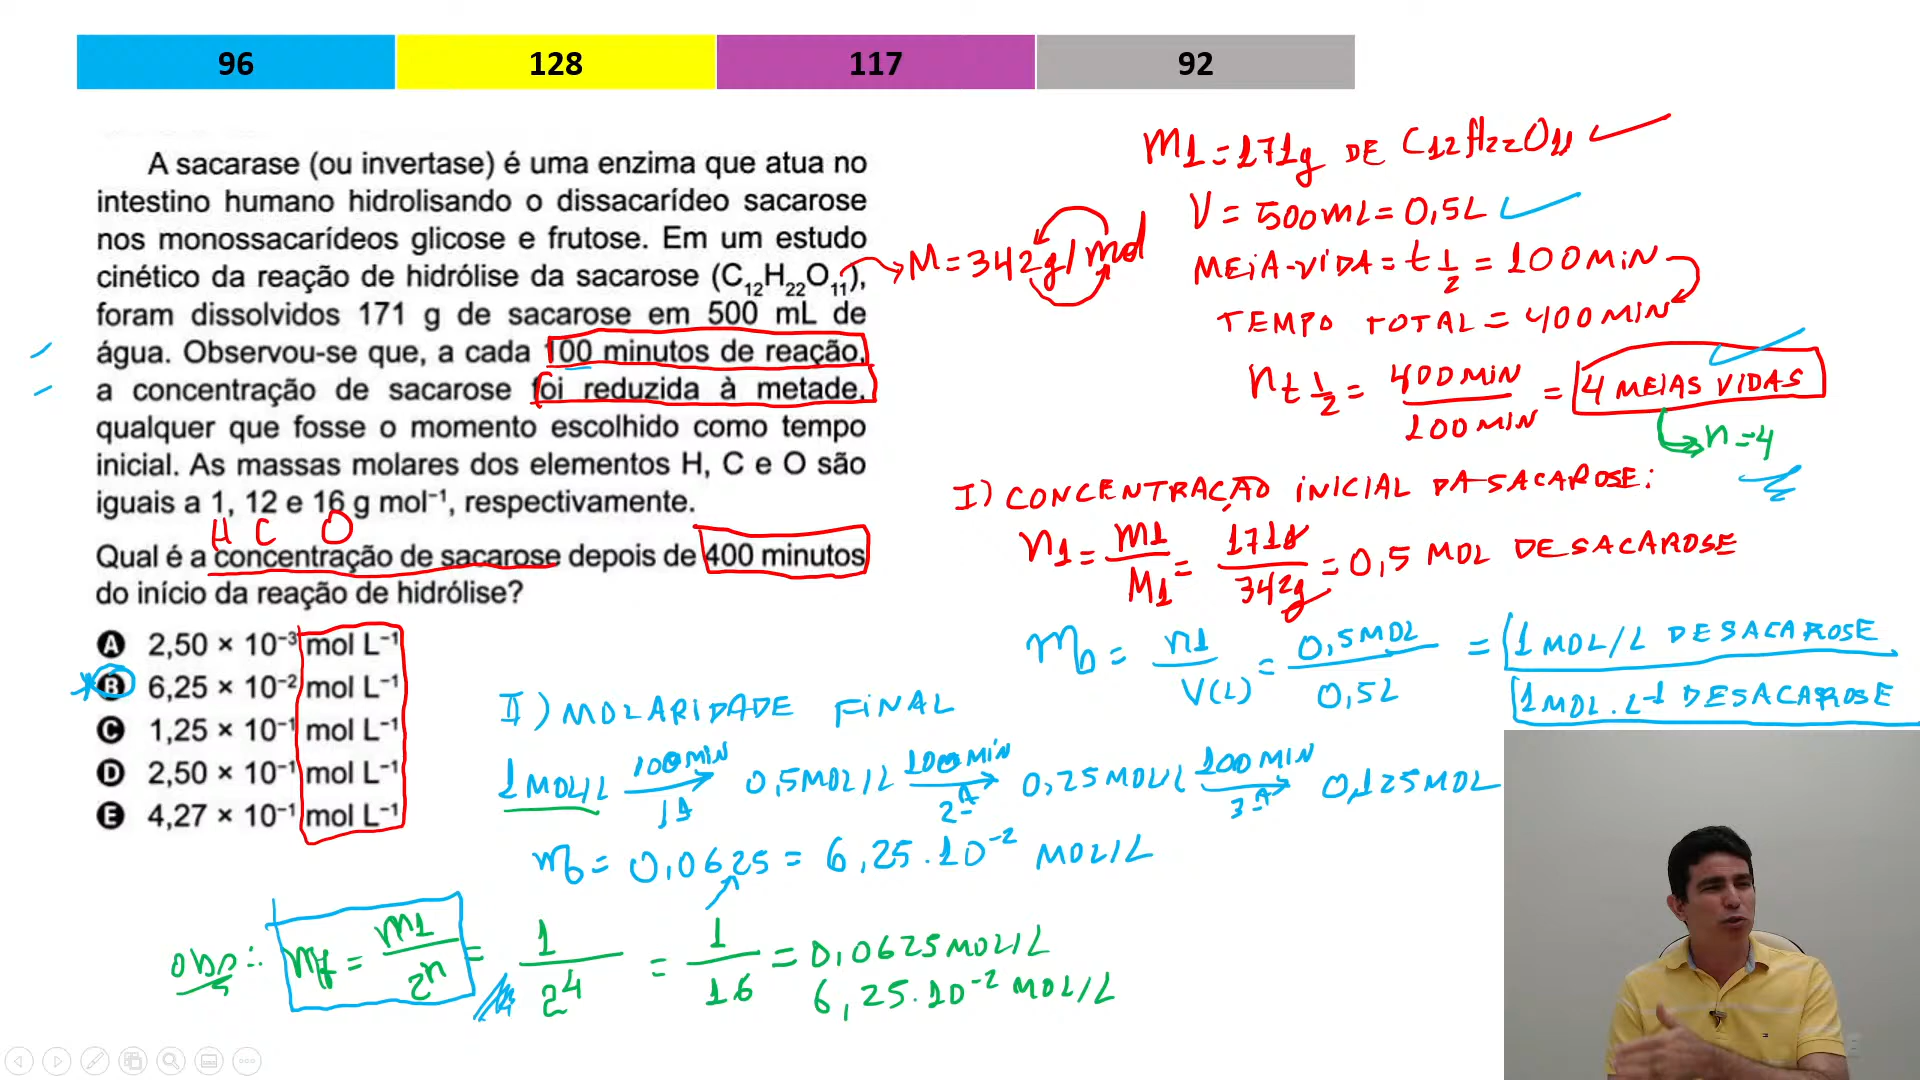 96 128 117 92
A sacarase (ou invertase) é uma enzima que atua no
intestino humano hidrolisando o dissacarídeo sacarose
nos monossacarídeos glicose e frutose. Em um estudo
cinético da reação de hidrólise da sacarose (C₁₂H₂₂O₁₁),
foram dissolvidos 171 g de sacarose em 500 mL de
água. Observou-se que, a cada 100 minutos de reação,
a concentração de sacarose foi reduzida à metade,
qualquer que fosse o momento escolhido como tempo
inicial. As massas molares dos elementos H, C e O são
iguais a 1, 12 e 16 g mol⁻¹, respectivamente.
H C O
Qual é a concentração de sacarose depois de 400 minutos
do início da reação de hidrólise?
A 2,50 × 10⁻³ mol L⁻¹
B 6,25 × 10⁻² mol L⁻¹
C 1,25 × 10⁻¹ mol L⁻¹
D 2,50 × 10⁻¹ mol L⁻¹
E 4,27 × 10⁻¹ mol L⁻¹
M = 342g/mol
m1 = 171g DE C12H22O11
V = 500mL = 0,5L
MEIA-VIDA = t 1/2 = 100MIN
TEMPO TOTAL = 400MIN
n t 1/2 = 400MIN / 100MIN = 4 MEIAS VIDAS
n = 4
I) CONCENTRAÇÃO INICIAL DA SACAROSE:
n1 = m1/M1 = 171g/342g = 0,5 MOL DE SACAROSE
m = n1/V(L) = 0,5MOL/0,5L = 1 MOL/L DE SACAROSE
1 MOL.L⁻¹ DE SACAROSE
II) MOLARIDADE FINAL
1MOL/L 100MIN 1ª 0,5MOL/L 100MIN 2ª 0,25MOL/L 100MIN 3ª 0,125MOL
m = 0,0625 = 6,25.10⁻² MOL/L
obs: mf = m1/2ⁿ = 1/2⁴ = 1/16 = 0,0625MOL/L
6,25.10⁻² MOL/L